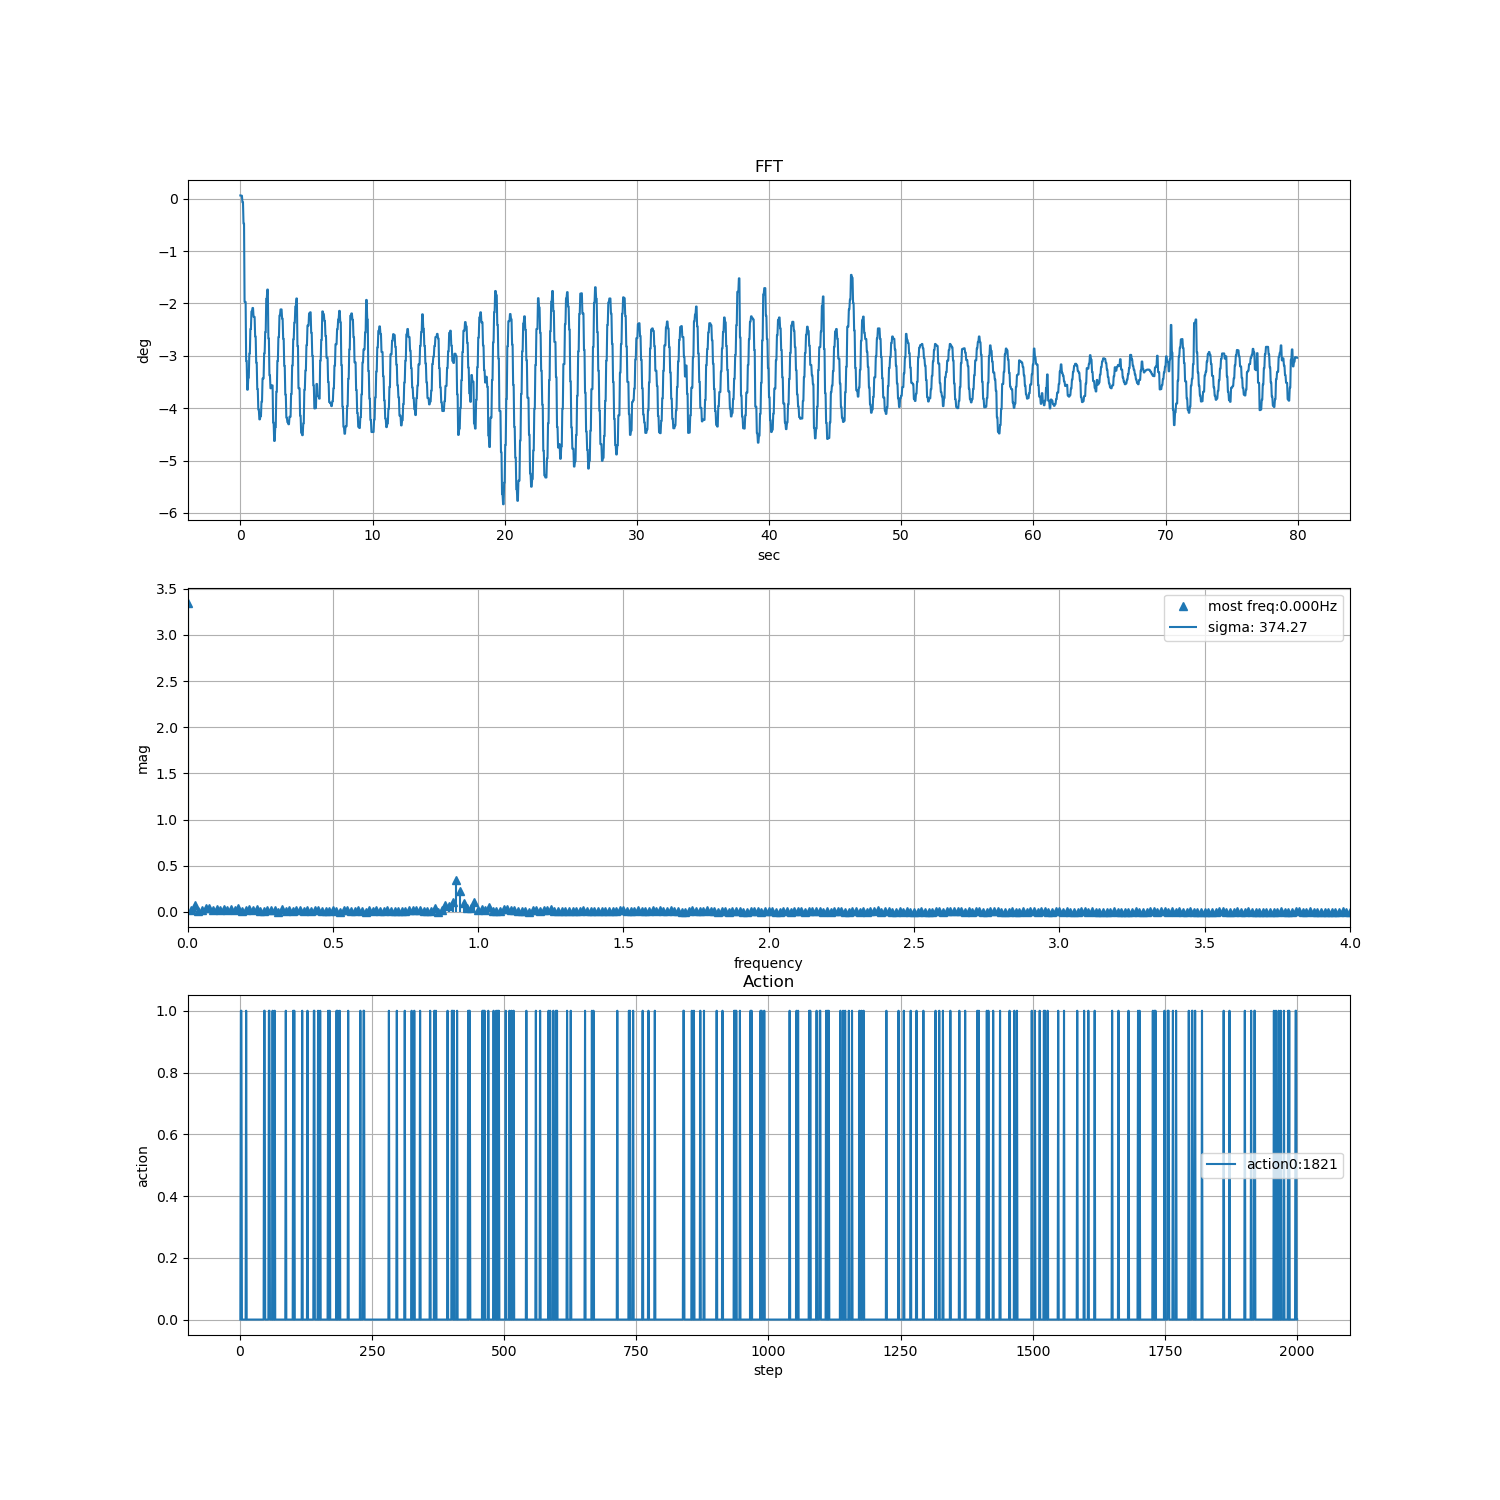 FFT
0
−1
−2
−3
−4
−5
−6
deg
0 10 20 30 40 50 60 70 80
sec
3.5
3.0
2.5
2.0
1.5
1.0
0.5
0.0
mag
most freq:0.000Hz
sigma: 374.27
0.0 0.5 1.0 1.5 2.0 2.5 3.0 3.5 4.0
frequency
Action
1.0
0.8
0.6
0.4
0.2
0.0
action
action0:1821
0 250 500 750 1000 1250 1500 1750 2000
step